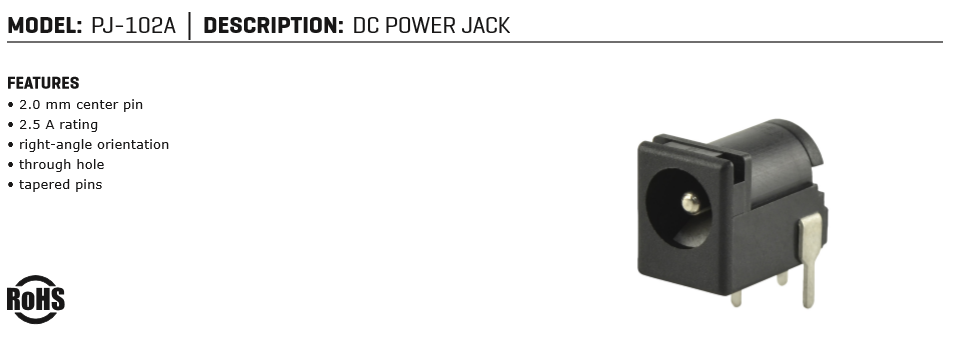 MODEL: PJ-102A | DESCRIPTION: DC POWER JACK
FEATURES
• 2.0 mm center pin
• 2.5 A rating
• right-angle orientation
• through hole
• tapered pins
RoHS